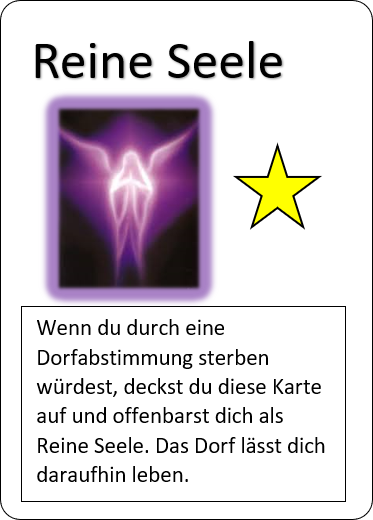 Reine Seele
Wenn du durch eine
Dorfabstimmung sterben
würdest, deckst du diese Karte
auf und offenbarst dich als
Reine Seele. Das Dorf lässt dich
daraufhin leben.